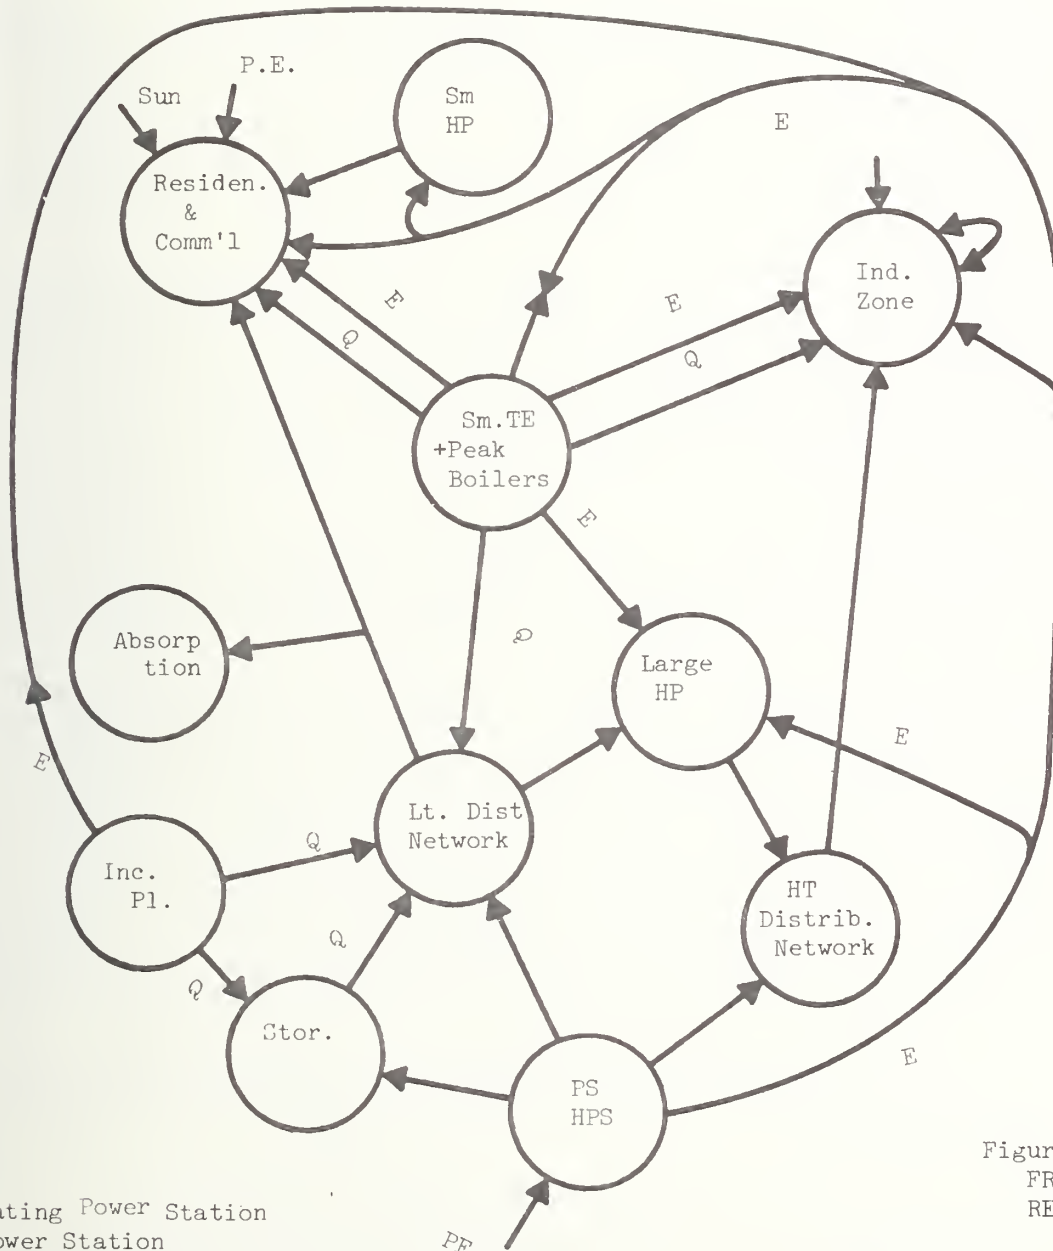 P.E.
Sun
Sm
HP
E
Residen.
&
Comm'l
Ind.
Zone
E
Q
E
Q
Sm.TE
+Peak
Boilers
E
Q
Absorp
tion
Large
HP
E
E
Lt. Dist
Network
Q
Inc.
Pl.
HT
Distrib.
Network
Q
Q
Stor.
E
PS
HPS
Figur
FR
RE
ating Power Station
ower Station
PE